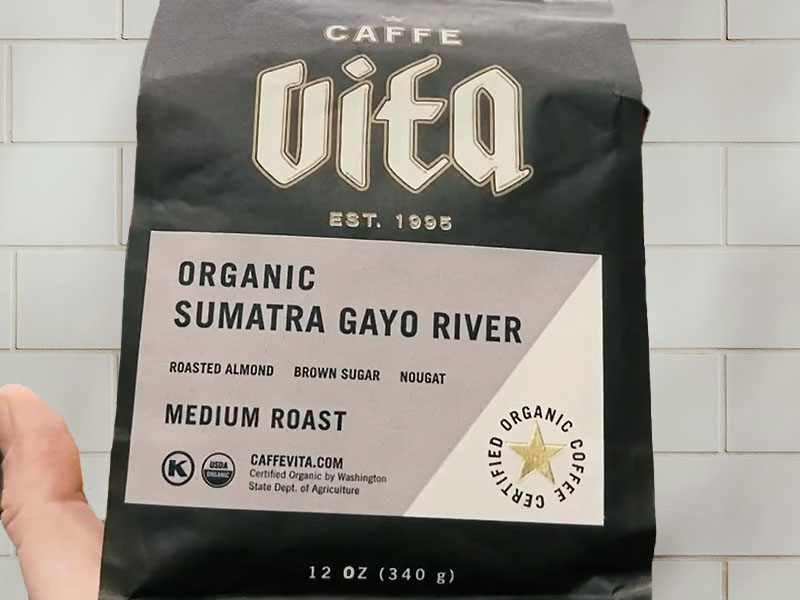 CAFFE
Vita
EST. 1995
ORGANIC
SUMATRA GAYO RIVER
ROASTED ALMOND BROWN SUGAR NOUGAT
MEDIUM ROAST
K
USDA
ORGANIC
CAFFEVITA.COM
Certified Organic by Washington
State Dept. of Agriculture
CERTIFIED ORGANIC COFFEE
12 OZ (340 g)